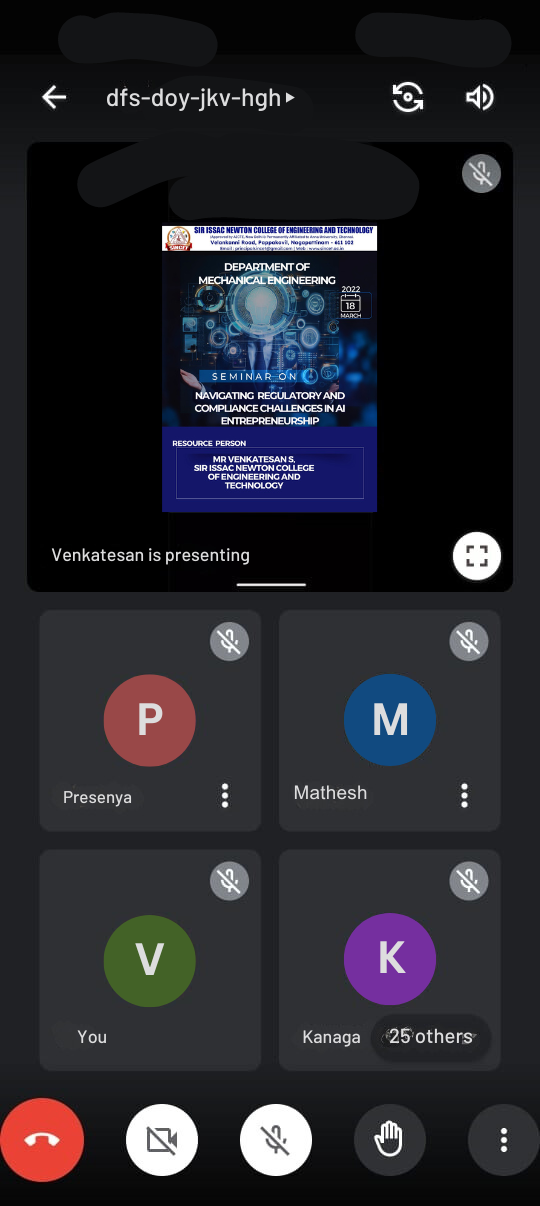 dfs-doy-jkv-hgh
SIR ISSAC NEWTON COLLEGE OF ENGINEERING AND TECHNOLOGY
(Approved by AICTE, New Delhi & Permanently Affiliated to Anna University, Chennai)
Velankanni Road, Pappakovil, Nagapattinam - 611 102
DEPARTMENT OF
MECHANICAL ENGINEERING
2022
18
MARCH
SEMINAR ON
NAVIGATING REGULATORY AND
COMPLIANCE CHALLENGES IN AI
ENTREPRENEURSHIP
RESOURCE PERSON
MR VENKATESAN S,
SIR ISSAC NEWTON COLLEGE
OF ENGINEERING AND
TECHNOLOGY
Venkatesan is presenting
P
Presenya
M
Mathesh
V
You
K
Kanaga
25 others